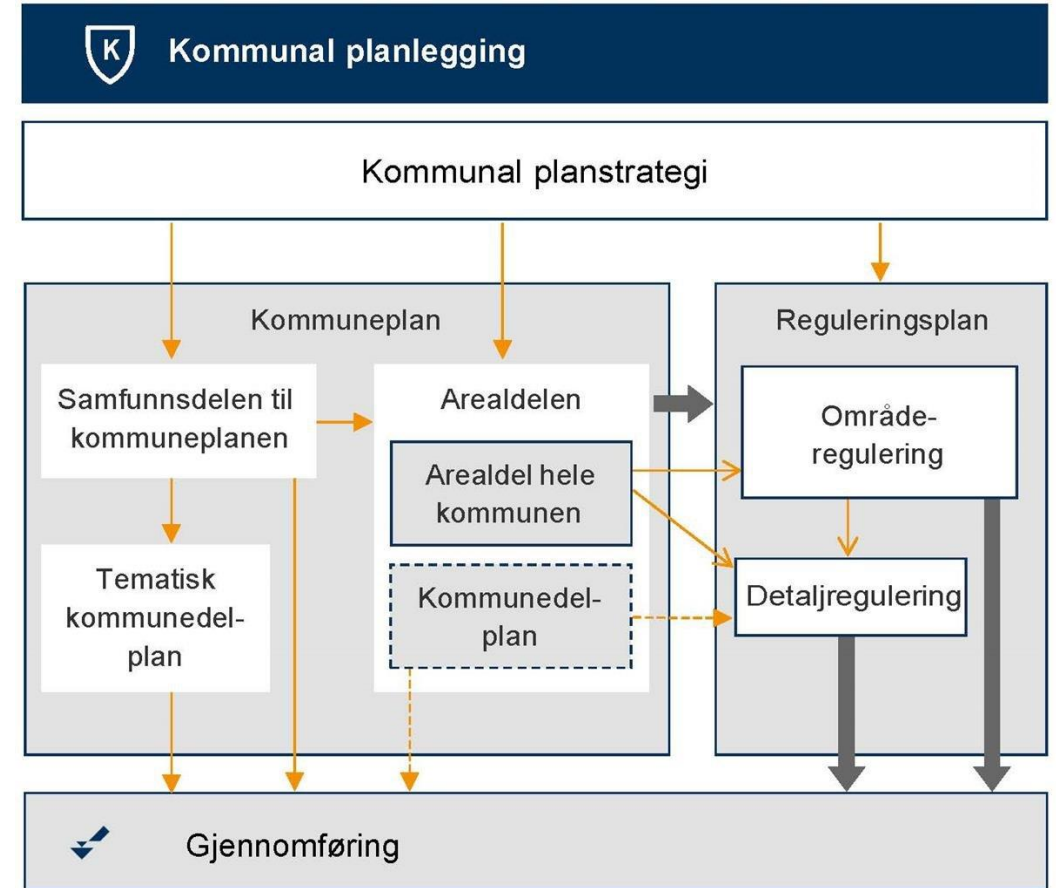 K
Kommunal planlegging
Kommunal planstrategi
Kommuneplan
Samfunnsdelen til
kommuneplanen
Tematisk
kommunedel-
plan
Arealdelen
Arealdel hele
kommunen
Kommunedel-
plan
Reguleringsplan
Område-
regulering
Detaljregulering
Gjennomføring